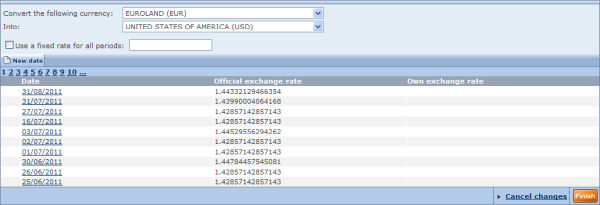 Convert the following currency: EUROLAND (EUR)
Into: UNITED STATES OF AMERICA (USD)
Use a fixed rate for all periods:
New date
1 2 3 4 5 6 7 8 9 10 ...
Date Official exchange rate Own exchange rate
31/08/2011 1.44332129466354
31/07/2011 1.43990004064168
27/07/2011 1.42857142857143
16/07/2011 1.42857142857143
03/07/2011 1.44529556294262
02/07/2011 1.42857142857143
01/07/2011 1.42857142857143
30/06/2011 1.44784457545081
26/06/2011 1.42857142857143
25/06/2011 1.42857142857143
Cancel changes Finish